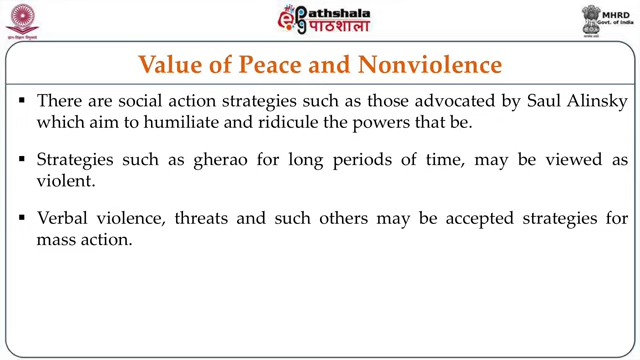 ePathshala
पाठशाला
MHRD
Govt. of India
Value of Peace and Nonviolence
▪ There are social action strategies such as those advocated by Saul Alinsky
which aim to humiliate and ridicule the powers that be.
▪ Strategies such as gherao for long periods of time, may be viewed as
violent.
▪ Verbal violence, threats and such others may be accepted strategies for
mass action.